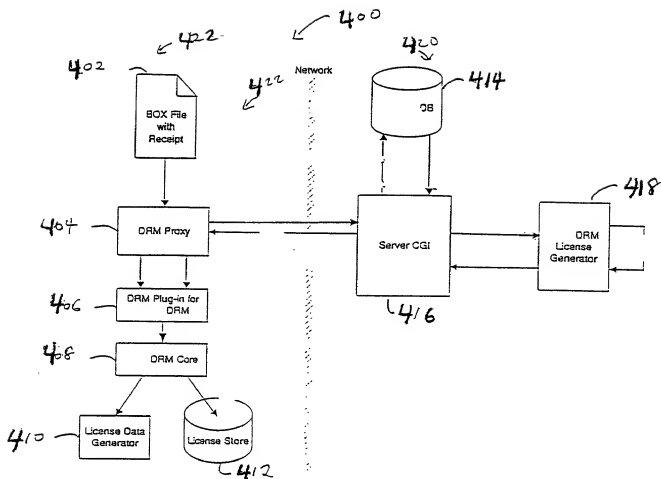 400
422
420
402
Network
422
414
BOX File
with
Receipt
DB
418
404
DRM Proxy
Server CGI
DRM
License
Generator
406
DRM Plug-in for
DRM
416
408
DRM Core
410
License Data
Generator
License Store
412